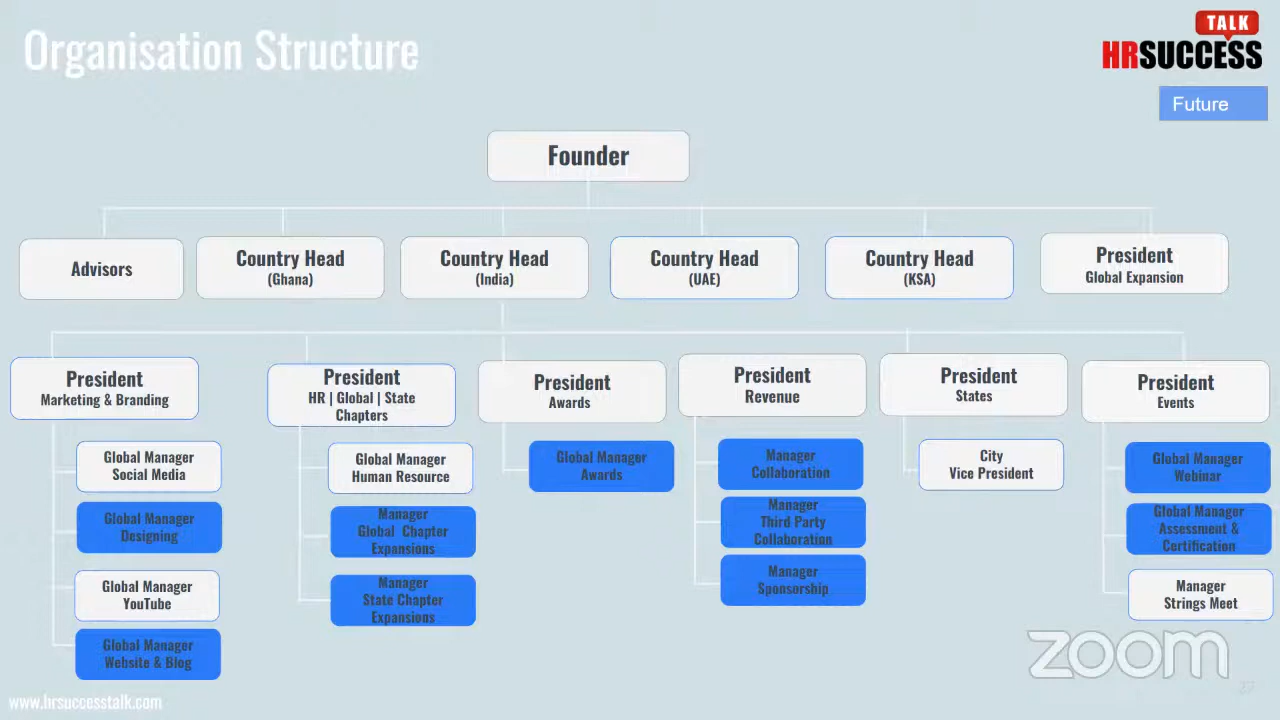 Organisation Structure
TALK
HRSUCCESS
Future
Founder
Advisors
Country Head
(Ghana)
Country Head
(India)
Country Head
(UAE)
Country Head
(KSA)
President
Global Expansion
President
Marketing & Branding
President
HR | Global | State
Chapters
President
Awards
President
Revenue
President
States
President
Events
Global Manager
Social Media
Global Manager
Designing
Global Manager
YouTube
Global Manager
Website & Blog
Global Manager
Human Resource
Manager
Global Chapter
Expansions
Manager
State Chapter
Expansions
Global Manager
Awards
Manager
Collaboration
Manager
Third Party
Collaboration
Manager
Sponsorship
City
Vice President
Global Manager
Webinar
Global Manager
Assessment &
Certification
Manager
Strings Meet
zoom
www.hrsuccesstalk.com
27